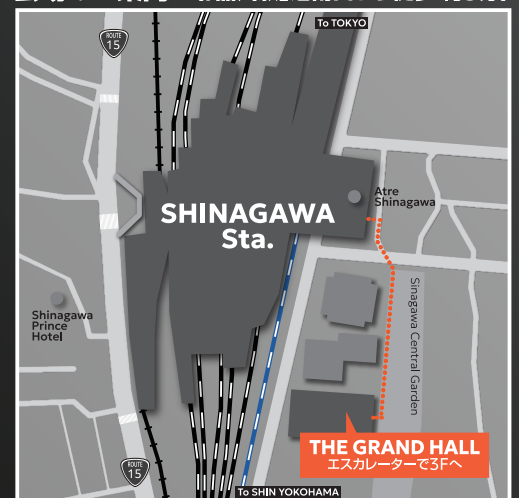 ROUTE
15
To TOKYO
Atre
Shinagawa
SHINAGAWA
Sta.
Shinagawa
Prince
Hotel
Sinagawa Central Garden
THE GRAND HALL
エスカレーターで3Fへ
ROUTE
15
To SHIN YOKOHAMA